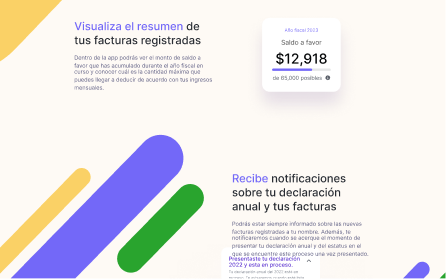 Visualiza el resumen de
tus facturas registradas
Dentro de la app podrás ver el monto de saldo a
favor que has acumulado durante el año fiscal en
curso y conocer cuál es la cantidad máxima que
puedes llegar a deducir de acuerdo con tus ingresos
mensuales.
Año fiscal 2023
Saldo a favor
$12,918
de 65,000 posibles
Recibe notificaciones
sobre tu declaración
anual y tus facturas
Podrás estar siempre informado sobre las nuevas
facturas registradas a tu nombre. Además, te
notificaremos cuando se acerque el momento de
presentar tu declaración anual y del estatus en el
que se encuentre este proceso una vez presentado.
Presentaste tu declaración
2022 y esta en proceso.
Tu declaración anual del 2022 está en